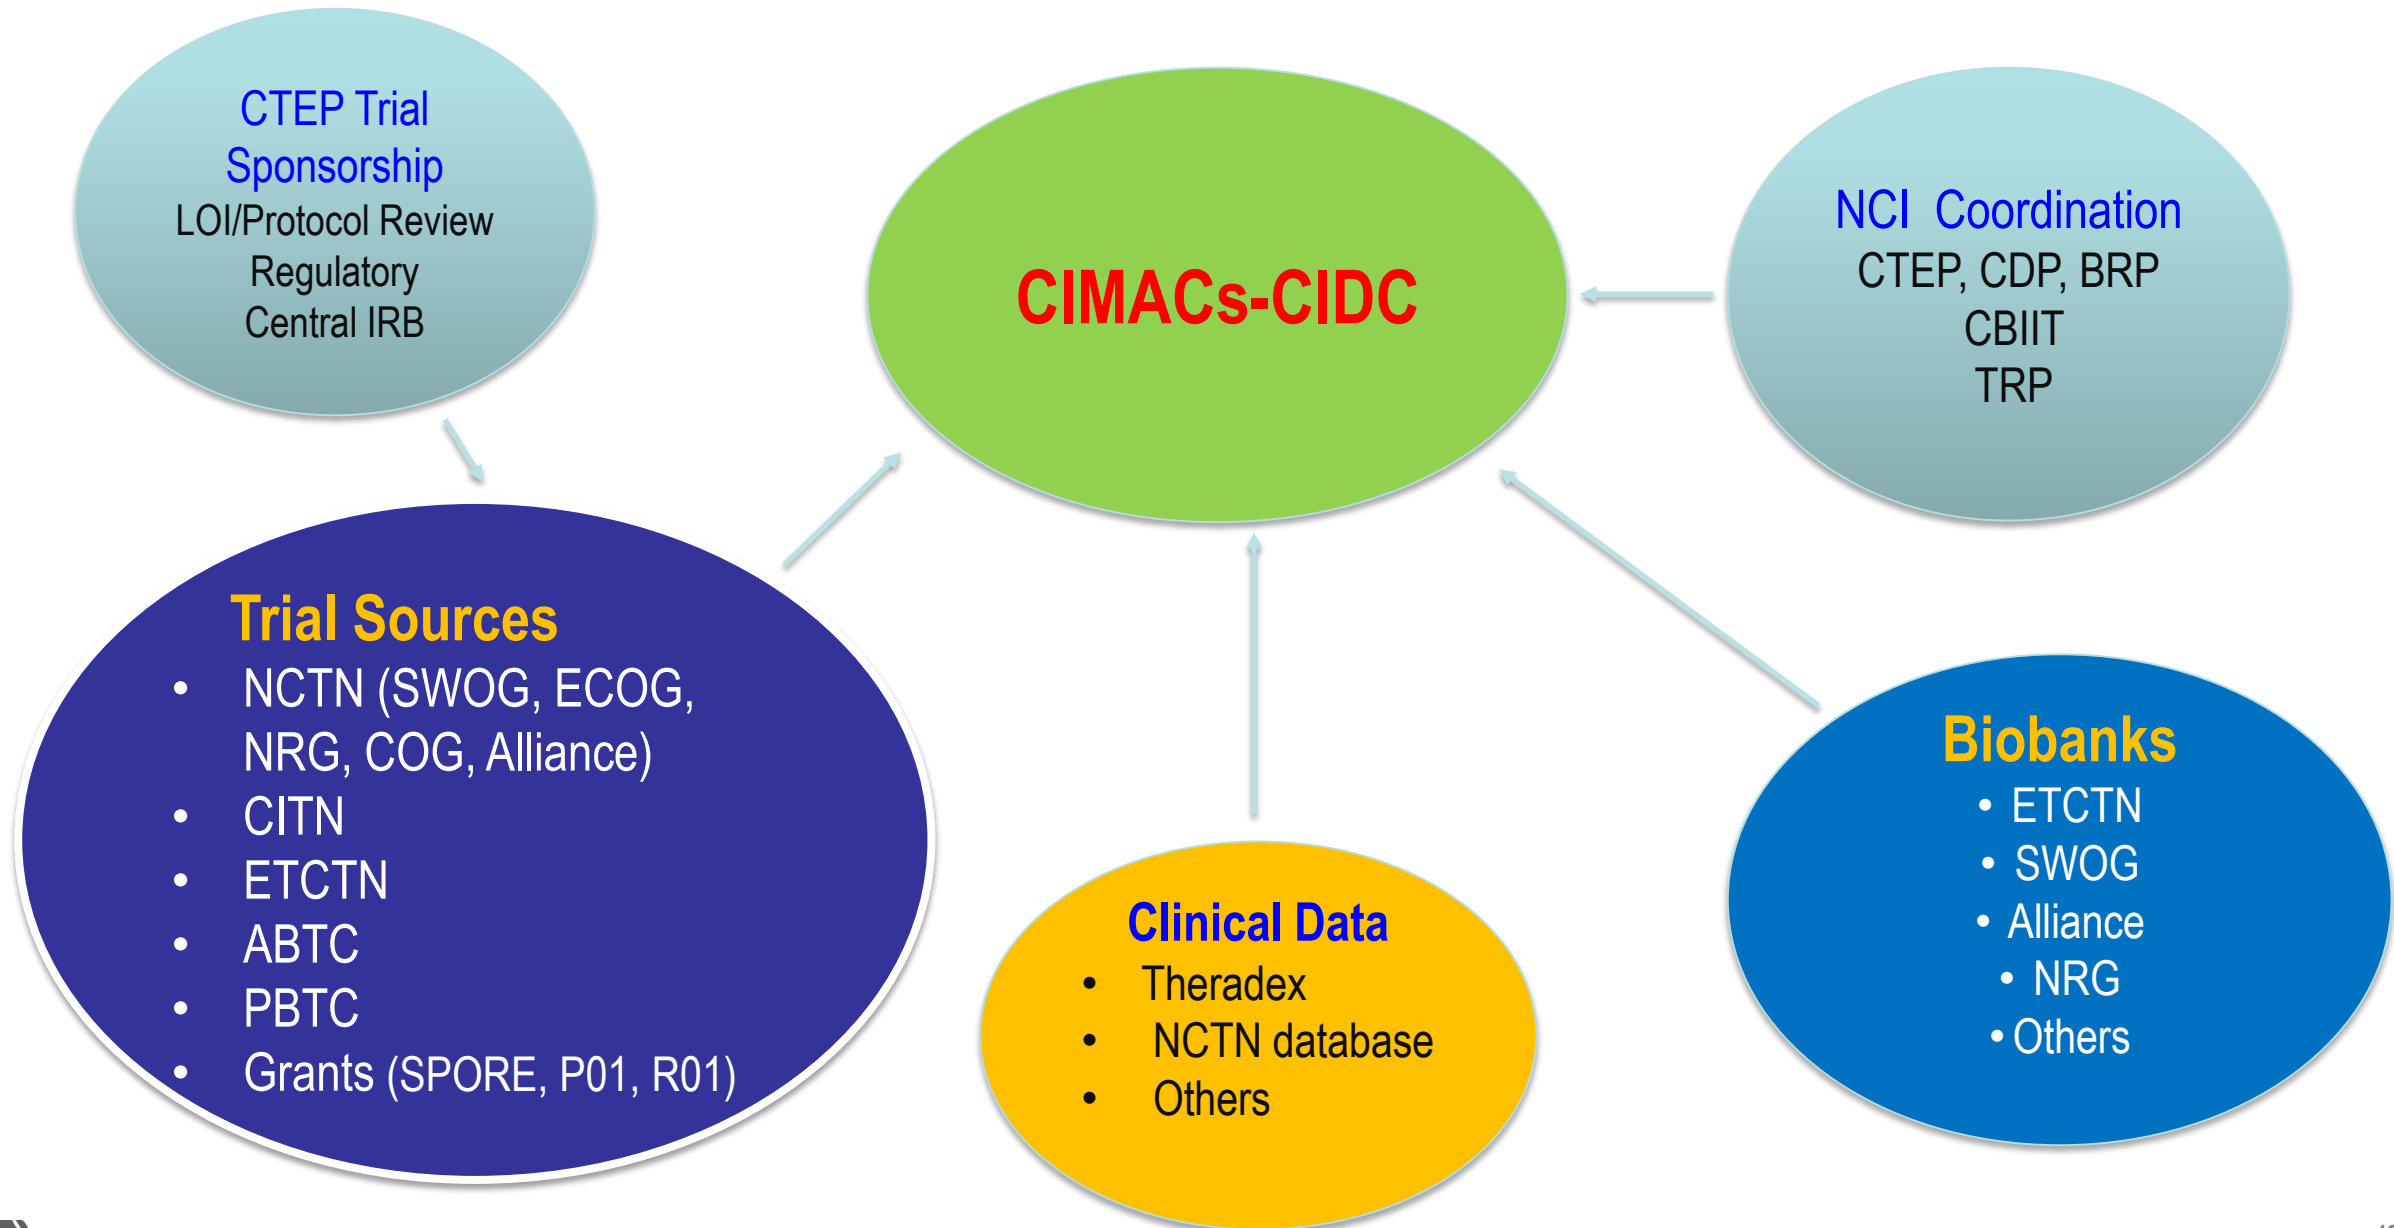 CTEP Trial
Sponsorship
LOI/Protocol Review
Regulatory
Central IRB
CIMACs-CIDC
NCI  Coordination
CTEP, CDP, BRP
CBIIT
TRP
Trial Sources
• NCTN (SWOG, ECOG,
NRG, COG, Alliance)
• CITN
• ETCTN
• ABTC
• PBTC
• Grants (SPORE, P01, R01)
Clinical Data
• Theradex
• NCTN database
• Others
Biobanks
• ETCTN
• SWOG
• Alliance
• NRG
• Others